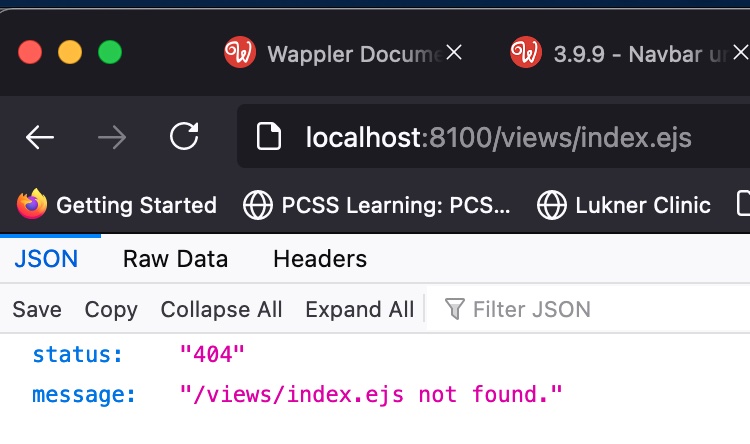 Wappler Docume
3.9.9 - Navbar un
localhost:8100/views/index.ejs
Getting Started PCSS Learning: PCS... Lukner Clinic
JSON Raw Data Headers
Save Copy Collapse All Expand All Filter JSON
status: "404"
message: "/views/index.ejs not found."